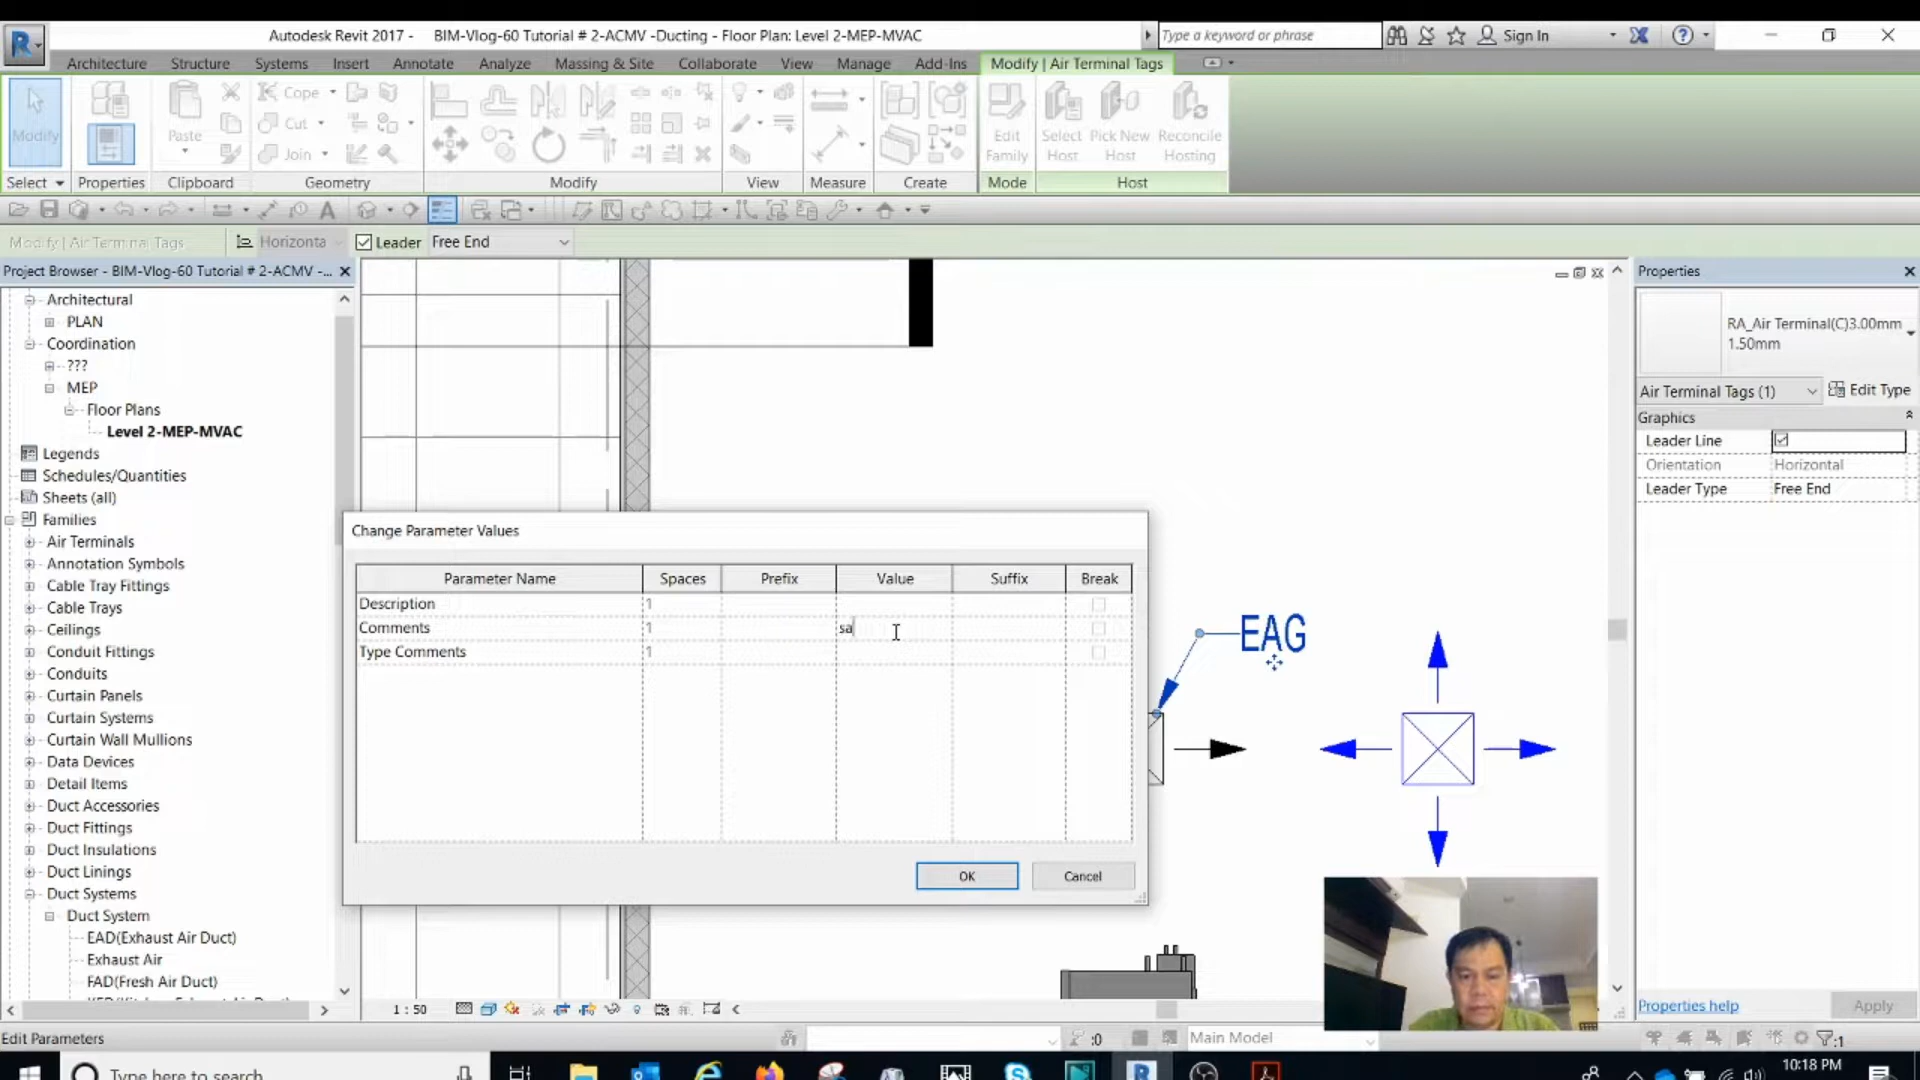 Autodesk Revit 2017 - BIM-Vlog-60 Tutorial # 2-ACMV -Ducting - Floor Plan: Level 2-MEP-MVAC
Type a keyword or phrase
Sign In
Architecture Structure Systems Insert Annotate Analyze Massing & Site Collaborate View Manage Add-Ins Modify | Air Terminal Tags
Modify
Paste
Cope
Cut
Join
Edit Family
Select Host
Pick New Host
Reconcile Hosting
Select Properties Clipboard Geometry Modify View Measure Create Mode Host
Modify | Air Terminal Tags Horizonta Leader Free End
Project Browser - BIM-Vlog-60 Tutorial # 2-ACMV -...
Architectural
PLAN
Coordination
???
MEP
Floor Plans
Level 2-MEP-MVAC
Legends
Schedules/Quantities
Sheets (all)
Families
Air Terminals
Annotation Symbols
Cable Tray Fittings
Cable Trays
Ceilings
Conduit Fittings
Conduits
Curtain Panels
Curtain Systems
Curtain Wall Mullions
Data Devices
Detail Items
Duct Accessories
Duct Fittings
Duct Insulations
Duct Linings
Duct Systems
Duct System
EAD(Exhaust Air Duct)
Exhaust Air
FAD(Fresh Air Duct)
Change Parameter Values
Parameter Name Spaces Prefix Value Suffix Break
Description 1
Comments 1 sa
Type Comments 1
OK Cancel
EAG
Properties
RA_Air Terminal(C)3.00mm
1.50mm
Air Terminal Tags (1) Edit Type
Graphics
Leader Line
Orientation Horizontal
Leader Type Free End
Properties help Apply
1 : 50
Edit Parameters
:0
Main Model
:1
Type here to search
10:18 PM